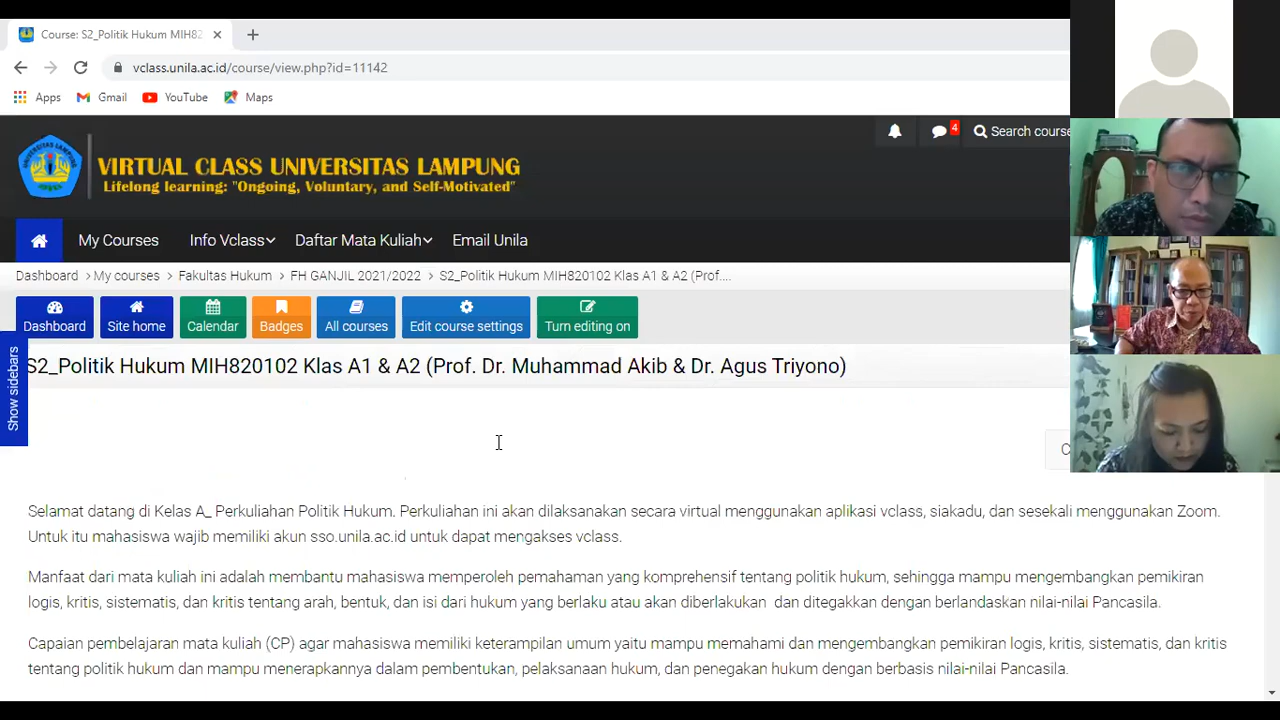 Course: S2_Politik Hukum MIH82
vclass.unila.ac.id/course/view.php?id=11142
Apps Gmail YouTube Maps
UNIVERSITAS LAMPUNG
VIRTUAL CLASS UNIVERSITAS LAMPUNG
Lifelong learning: "Ongoing, Voluntary, and Self-Motivated"
4 Search course
My Courses Info Vclass Daftar Mata Kuliah Email Unila
Dashboard My courses Fakultas Hukum FH GANJIL 2021/2022 S2_Politik Hukum MIH820102 Klas A1 & A2 (Prof....
Dashboard Site home Calendar Badges All courses Edit course settings Turn editing on
Show sidebars
S2_Politik Hukum MIH820102 Klas A1 & A2 (Prof. Dr. Muhammad Akib & Dr. Agus Triyono)
C
Selamat datang di Kelas A_ Perkuliahan Politik Hukum. Perkuliahan ini akan dilaksanakan secara virtual menggunakan aplikasi vclass, siakadu, dan sesekali menggunakan Zoom.
Untuk itu mahasiswa wajib memiliki akun sso.unila.ac.id untuk dapat mengakses vclass.
Manfaat dari mata kuliah ini adalah membantu mahasiswa memperoleh pemahaman yang komprehensif tentang politik hukum, sehingga mampu mengembangkan pemikiran
logis, kritis, sistematis, dan kritis tentang arah, bentuk, dan isi dari hukum yang berlaku atau akan diberlakukan dan ditegakkan dengan berlandaskan nilai-nilai Pancasila.
Capaian pembelajaran mata kuliah (CP) agar mahasiswa memiliki keterampilan umum yaitu mampu memahami dan mengembangkan pemikiran logis, kritis, sistematis, dan kritis
tentang politik hukum dan mampu menerapkannya dalam pembentukan, pelaksanaan hukum, dan penegakan hukum dengan berbasis nilai-nilai Pancasila.